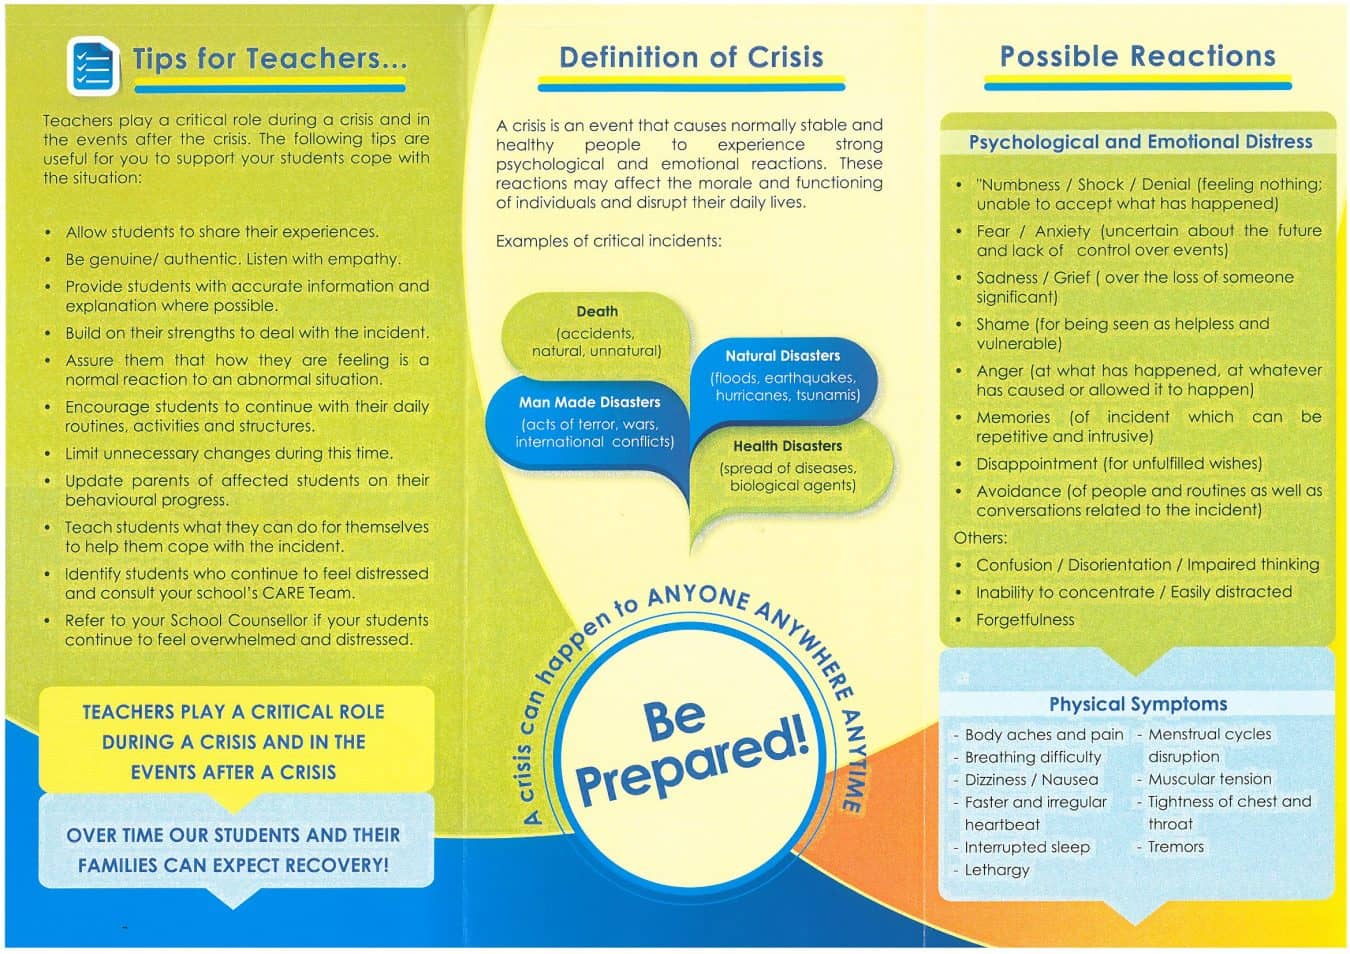 Tips for Teachers...
Teachers play a critical role during a crisis and in
the events after the crisis. The following tips are
useful for you to support your students cope with
the situation:
• Allow students to share their experiences.
• Be genuine/ authentic. Listen with empathy.
• Provide students with accurate information and
explanation where possible.
• Build on their strengths to deal with the incident.
• Assure them that how they are feeling is a
normal reaction to an abnormal situation.
• Encourage students to continue with their daily
routines, activities and structures.
• Limit unnecessary changes during this time.
• Update parents of affected students on their
behavioural progress.
• Teach students what they can do for themselves
to help them cope with the incident.
• Identify students who continue to feel distressed
and consult your school's CARE Team.
• Refer to your School Counsellor if your students
continue to feel overwhelmed and distressed.
TEACHERS PLAY A CRITICAL ROLE
DURING A CRISIS AND IN THE
EVENTS AFTER A CRISIS
OVER TIME OUR STUDENTS AND THEIR
FAMILIES CAN EXPECT RECOVERY!
Definition of Crisis
A crisis is an event that causes normally stable and
healthy people to experience strong
psychological and emotional reactions. These
reactions may affect the morale and functioning
of individuals and disrupt their daily lives.
Examples of critical incidents:
Death
(accidents,
natural, unnatural)
Natural Disasters
(floods, earthquakes,
hurricanes, tsunamis)
Man Made Disasters
(acts of terror, wars,
international conflicts)
Health Disasters
(spread of diseases,
biological agents)
A crisis can happen to ANYONE ANYWHERE ANYTIME
Be
Prepared!
Possible Reactions
Psychological and Emotional Distress
• "Numbness / Shock / Denial (feeling nothing;
unable to accept what has happened)
• Fear / Anxiety (uncertain about the future
and lack of control over events)
• Sadness / Grief ( over the loss of someone
significant)
• Shame (for being seen as helpless and
vulnerable)
• Anger (at what has happened, at whatever
has caused or allowed it to happen)
• Memories (of incident which can be
repetitive and intrusive)
• Disappointment (for unfulfilled wishes)
• Avoidance (of people and routines as well as
conversations related to the incident)
Others:
• Confusion / Disorientation / Impaired thinking
• Inability to concentrate / Easily distracted
• Forgetfulness
Physical Symptoms
- Body aches and pain
- Breathing difficulty
- Dizziness / Nausea
- Faster and irregular
heartbeat
- Interrupted sleep
- Lethargy
- Menstrual cycles
disruption
- Muscular tension
- Tightness of chest and
throat
- Tremors